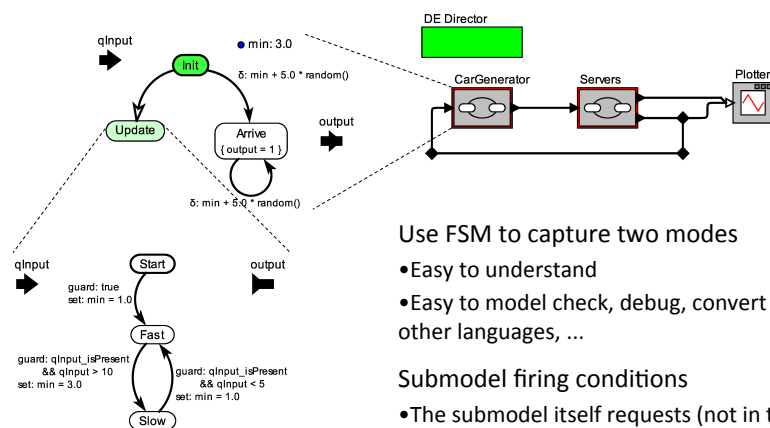 DE Director
qInput
min: 3.0
Init
δ: min + 5.0 * random()
CarGenerator
Servers
Plotter
Update
Arrive
{ output = 1 }
output
δ: min + 5.0 * random()
Use FSM to capture two modes
qInput
Start
output
•Easy to understand
guard: true
set: min = 1.0
•Easy to model check, debug, convert
other languages, ...
Fast
guard: qInput_isPresent
&& qInput > 10
set: min = 3.0
guard: qInput_isPresent
&& qInput < 5
set: min = 1.0
Submodel firing conditions
Slow
•The submodel itself requests (not in t